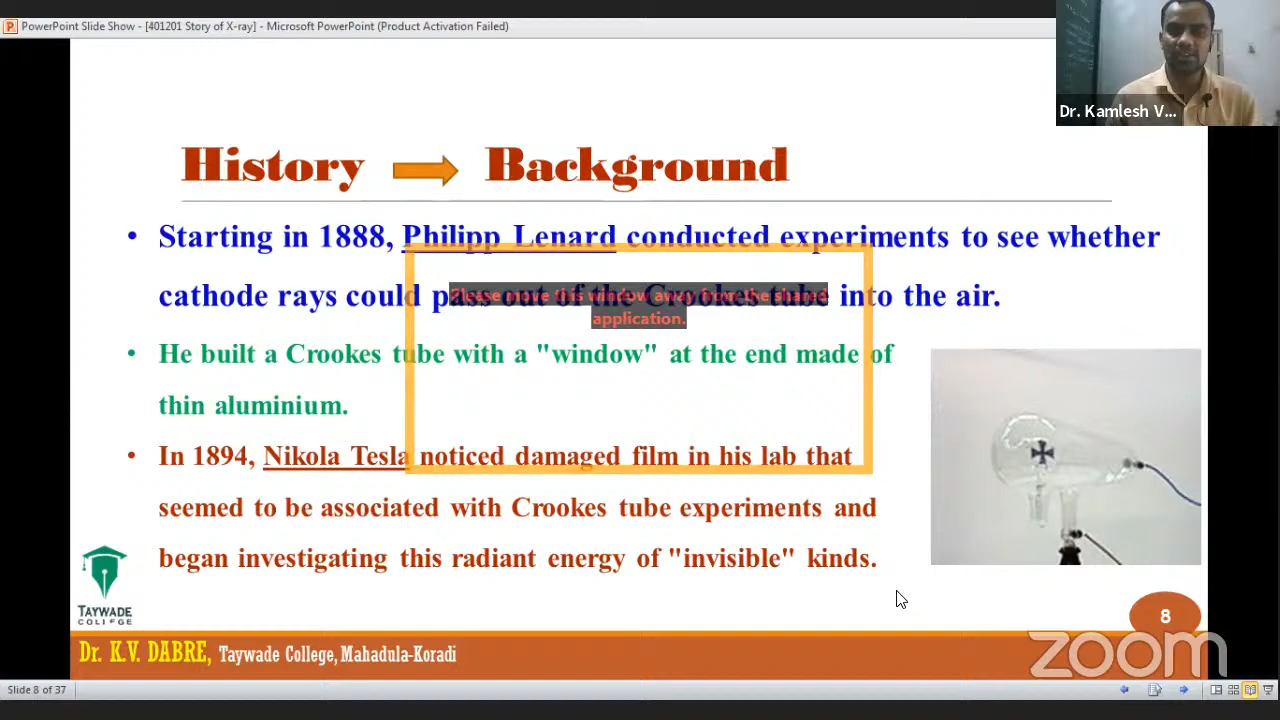 PowerPoint Slide Show - [401201 Story of X-ray] - Microsoft PowerPoint (Product Activation Failed)
Dr. Kamlesh V...
History Background
• Starting in 1888, Philipp Lenard conducted experiments to see whether
cathode rays could pass out of the Crookes tube into the air.
Please move this window away from the shared
application.
• He built a Crookes tube with a "window" at the end made of
thin aluminium.
• In 1894, Nikola Tesla noticed damaged film in his lab that
seemed to be associated with Crookes tube experiments and
began investigating this radiant energy of "invisible" kinds.
TAYWADE
COLLEGE
8
Dr. K.V. DABRE, Taywade College, Mahadula-Koradi
zoom
Slide 8 of 37